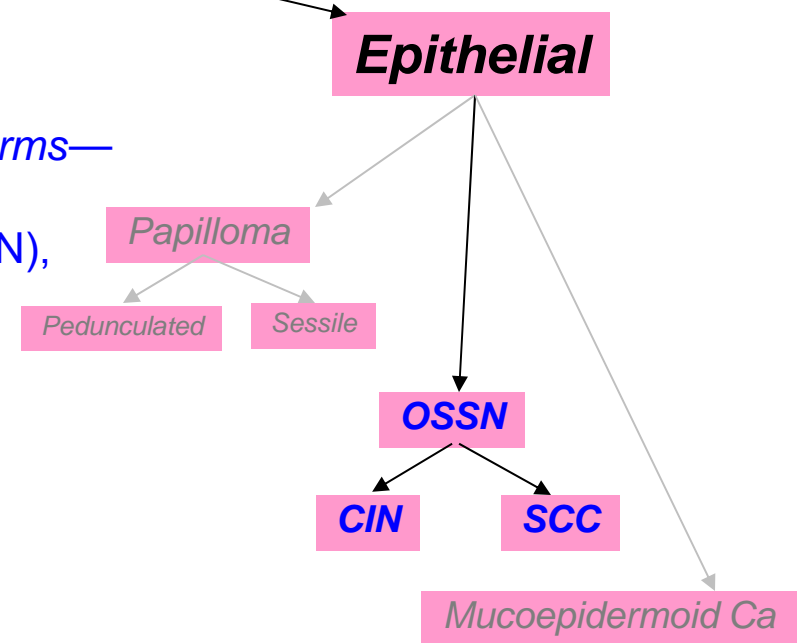 Epithelial
rms—
Papilloma
N),
Pedunculated
Sessile
OSSN
CIN
SCC
Mucoepidermoid Ca